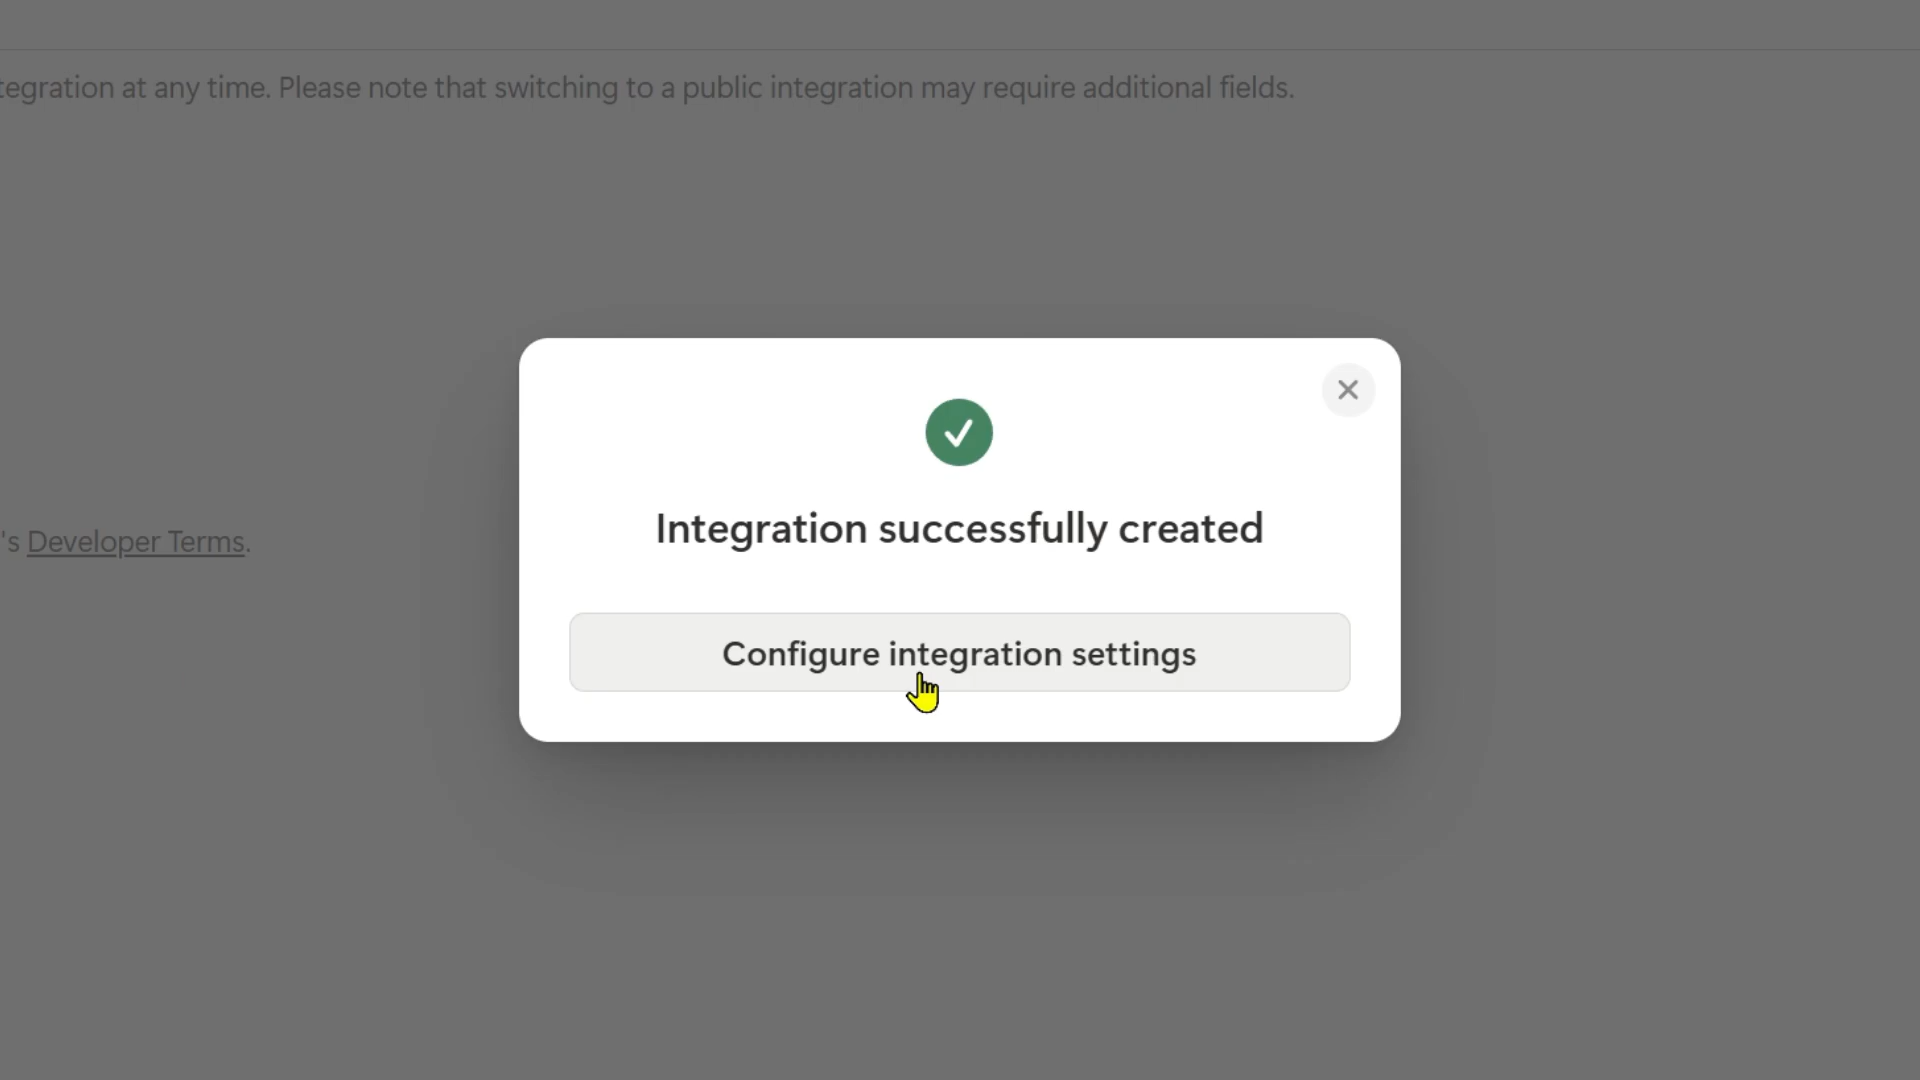 tegration at any time. Please note that switching to a public integration may require additional fields.
Integration successfully created
's Developer Terms.
Configure integration settings